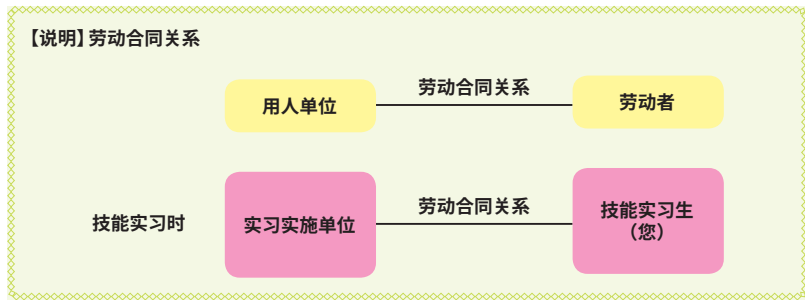 【说明】劳动合同关系
用人单位
劳动合同关系
劳动者
技能实习时
实习实施单位
劳动合同关系
技能实习生
（您）